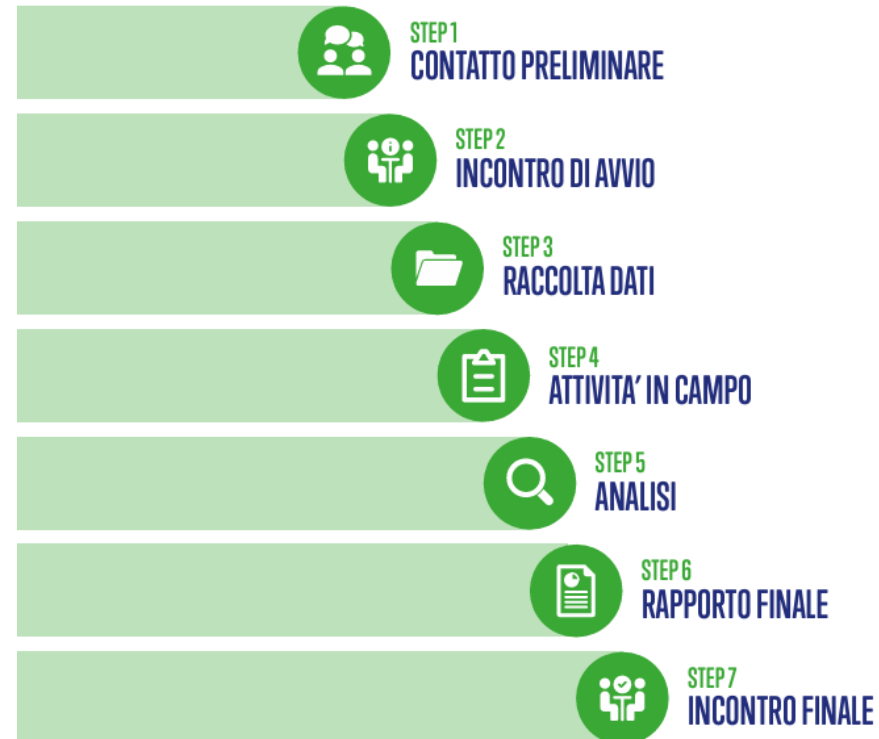 STEP 1
CONTATTO PRELIMINARE
STEP 2
INCONTRO DI AVVIO
STEP 3
RACCOLTA DATI
STEP 4
ATTIVITA' IN CAMPO
STEP 5
ANALISI
STEP 6
RAPPORTO FINALE
STEP 7
INCONTRO FINALE